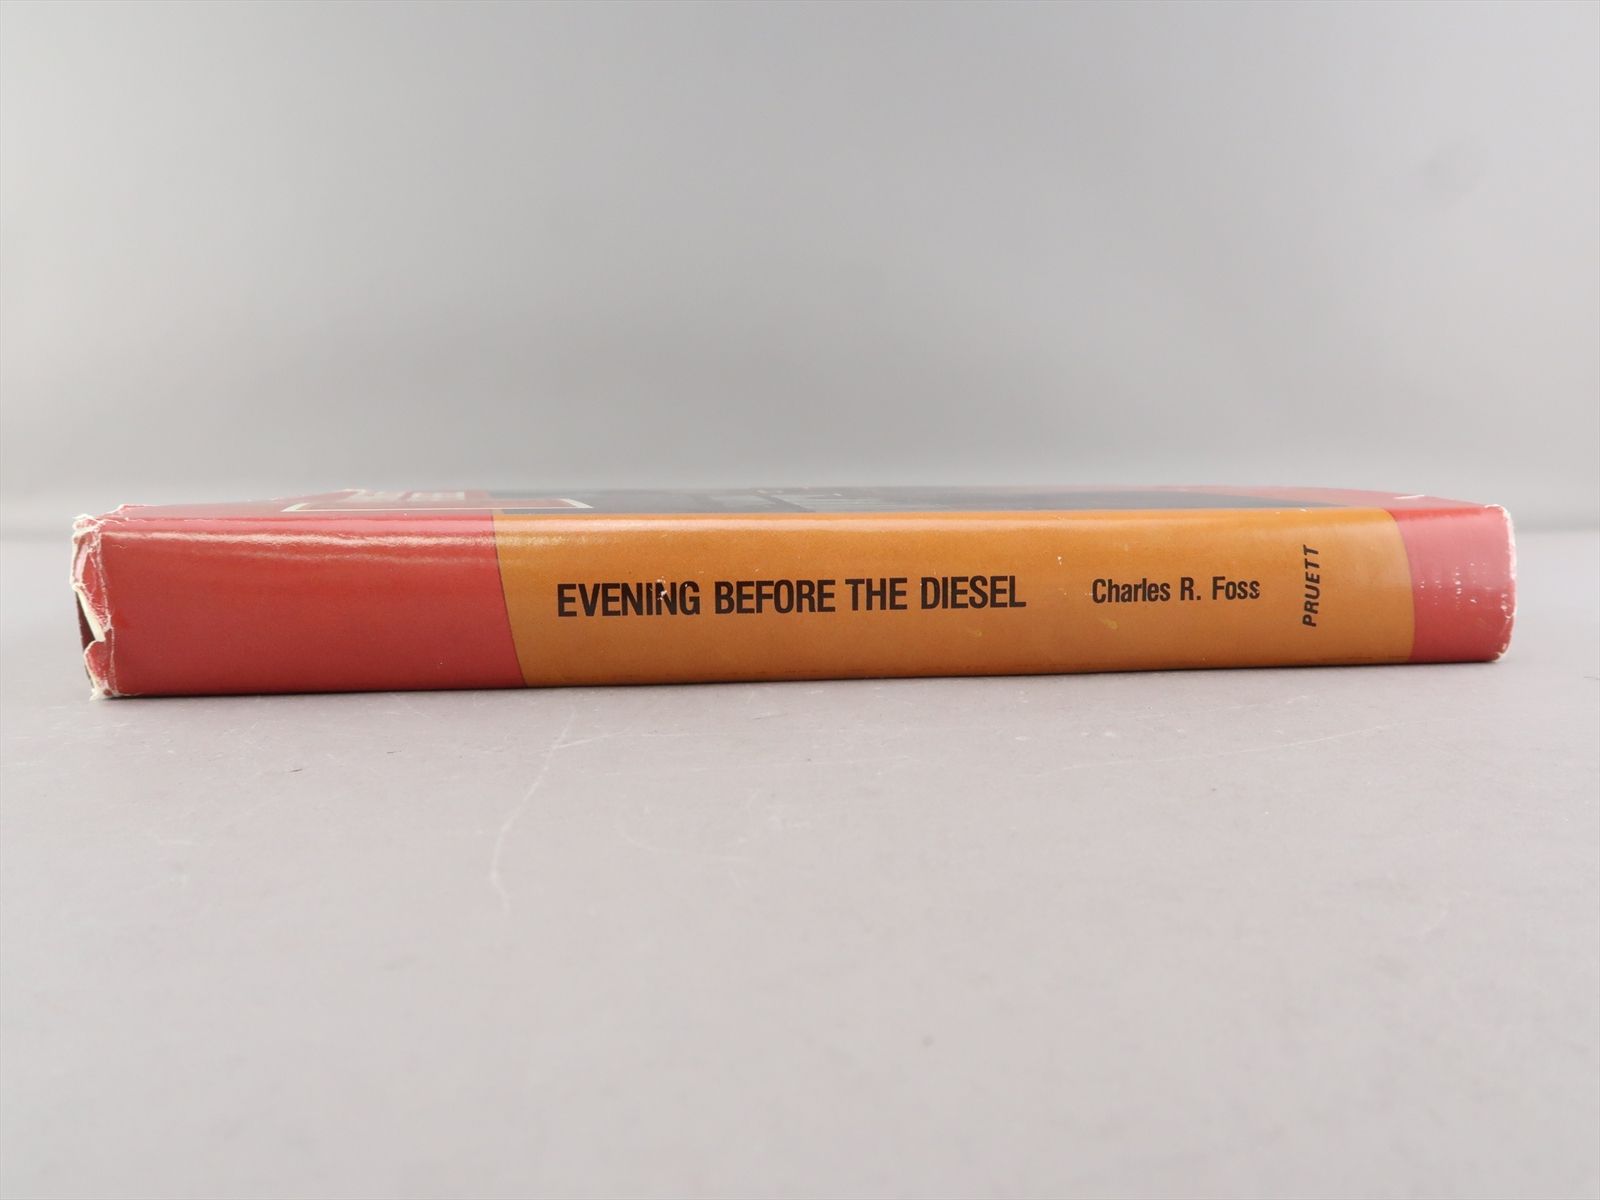 EVENING BEFORE THE DIESEL
Charles R. Foss
PRUETT